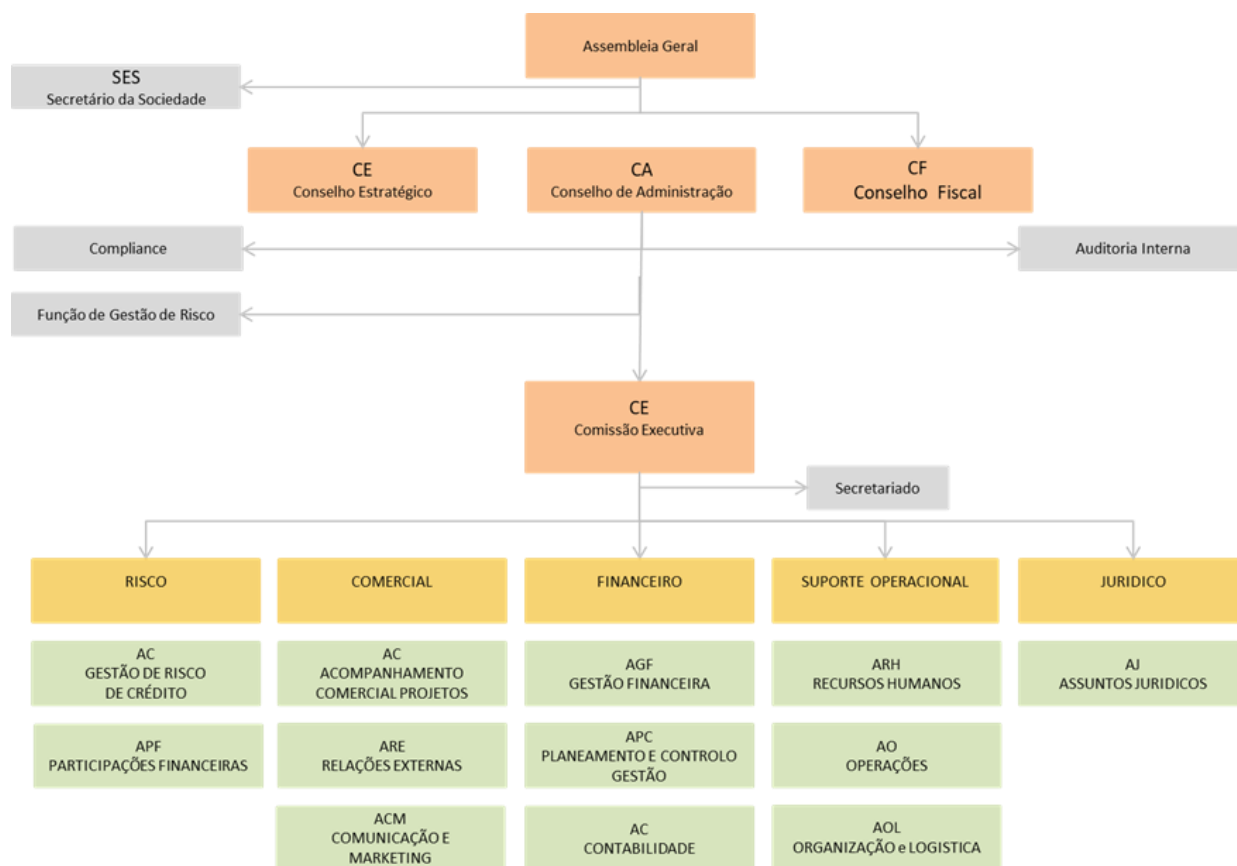 Assembleia Geral
SES
Secretário da Sociedade
CE
Conselho Estratégico
CA
Conselho de Administração
CF
Conselho Fiscal
Compliance
Auditoria Interna
Função de Gestão de Risco
CE
Comissão Executiva
Secretariado
RISCO
COMERCIAL
FINANCEIRO
SUPORTE OPERACIONAL
JURIDICO
AC
GESTÃO DE RISCO
DE CRÉDITO
AC
ACOMPANHAMENTO
COMERCIAL PROJETOS
AGF
GESTÃO FINANCEIRA
ARH
RECURSOS HUMANOS
AJ
ASSUNTOS JURIDICOS
APF
PARTICIPAÇÕES FINANCEIRAS
ARE
RELAÇÕES EXTERNAS
APC
PLANEAMENTO E CONTROLO
GESTÃO
AO
OPERAÇÕES
ACM
COMUNICAÇÃO E
MARKETING
AC
CONTABILIDADE
AOL
ORGANIZAÇÃO e LOGISTICA